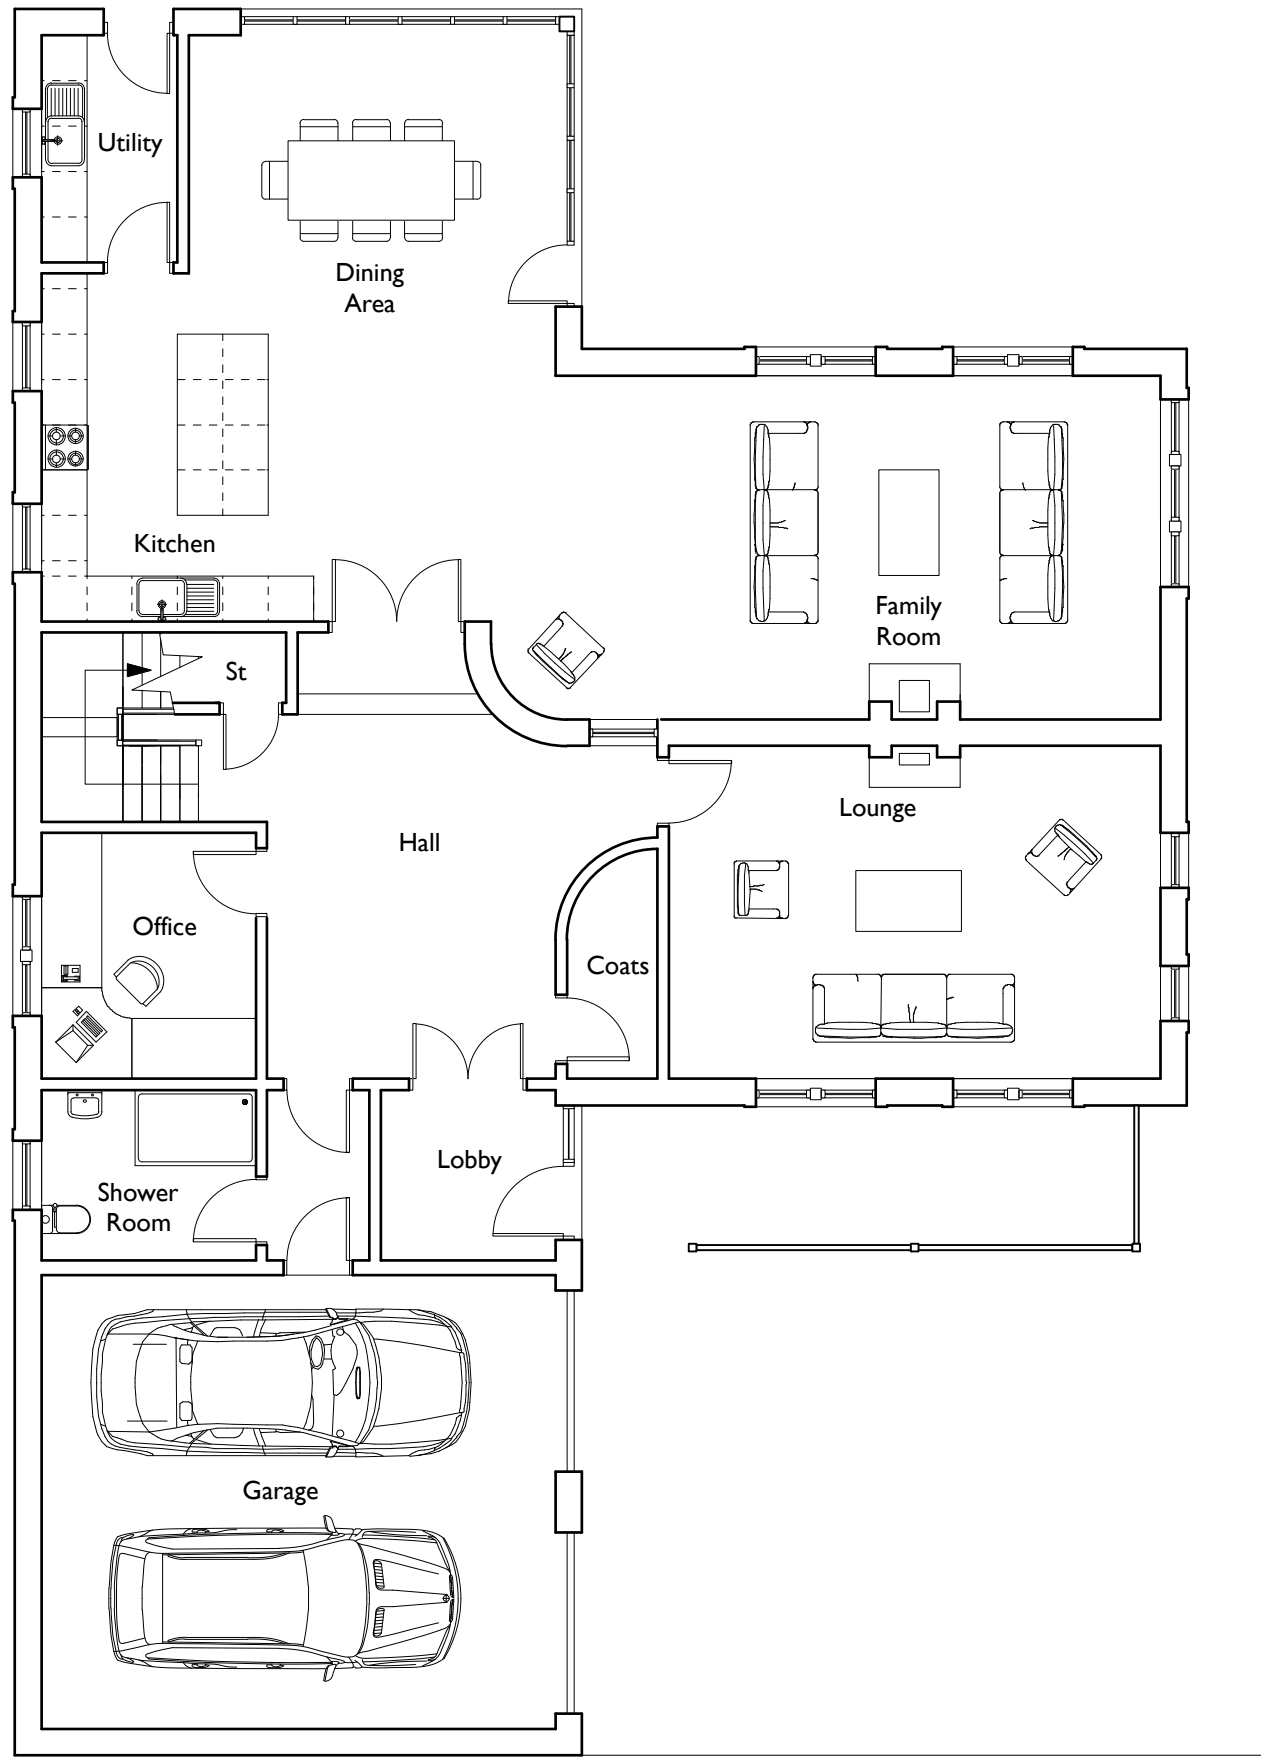 Utility
Dining
Area
Kitchen
Family
Room
St
Lounge
Hall
Office
Coats
Lobby
Shower
Room
Garage